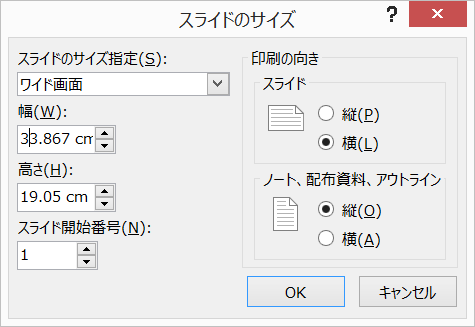 スライドのサイズ
?
スライドのサイズ指定(S):
ワイド画面
幅(W):
33.867 cm
高さ(H):
19.05 cm
スライド開始番号(N):
1
印刷の向き
スライド
縦(P)
横(L)
ノート、配布資料、アウトライン
縦(O)
横(A)
OK
キャンセル